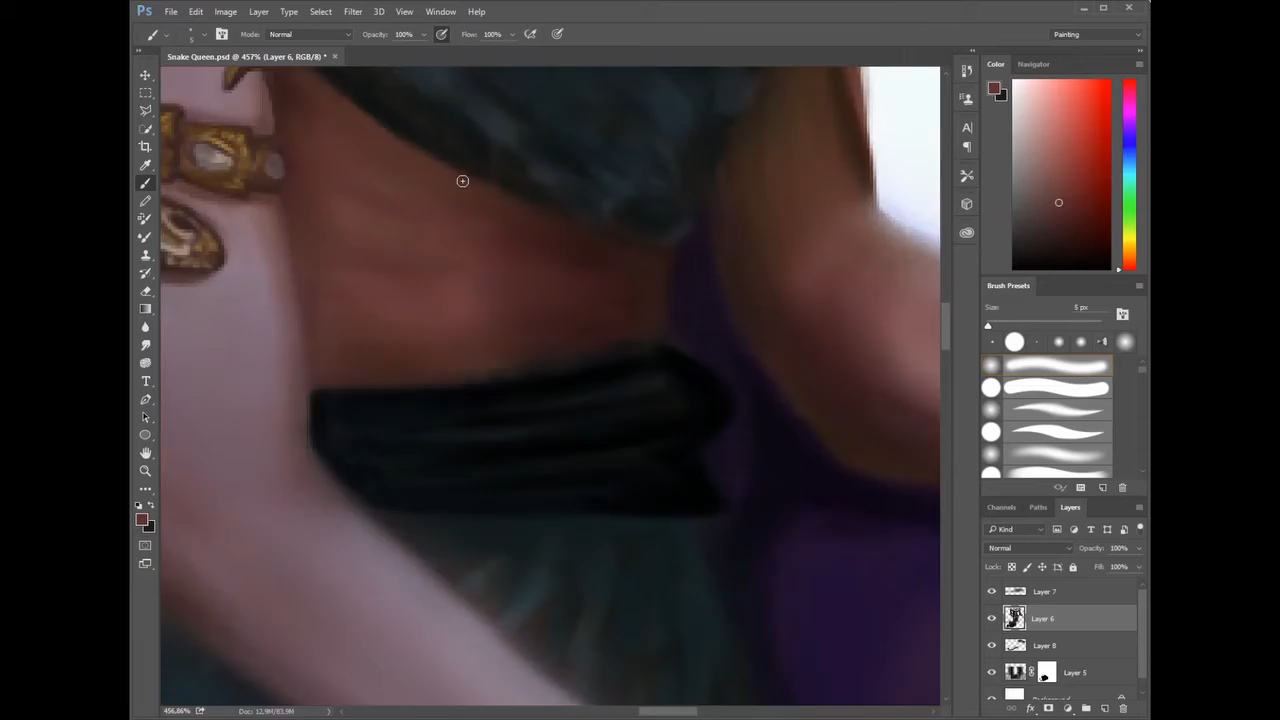 Ps File Edit Image Layer Type Select Filter 3D View Window Help
5 Mode: Normal Opacity: 100% Flow: 100% Painting
Snake Queen.psd @ 457% (Layer 6, RGB/8) * ×
Color Navigator
Brush Presets
Size: 5 px
Channels Paths Layers
Kind
Normal Opacity: 100%
Lock: Fill: 100%
Layer 7
Layer 6
Layer 8
Layer 5
456.86% Doc: 12.9M/83.9M